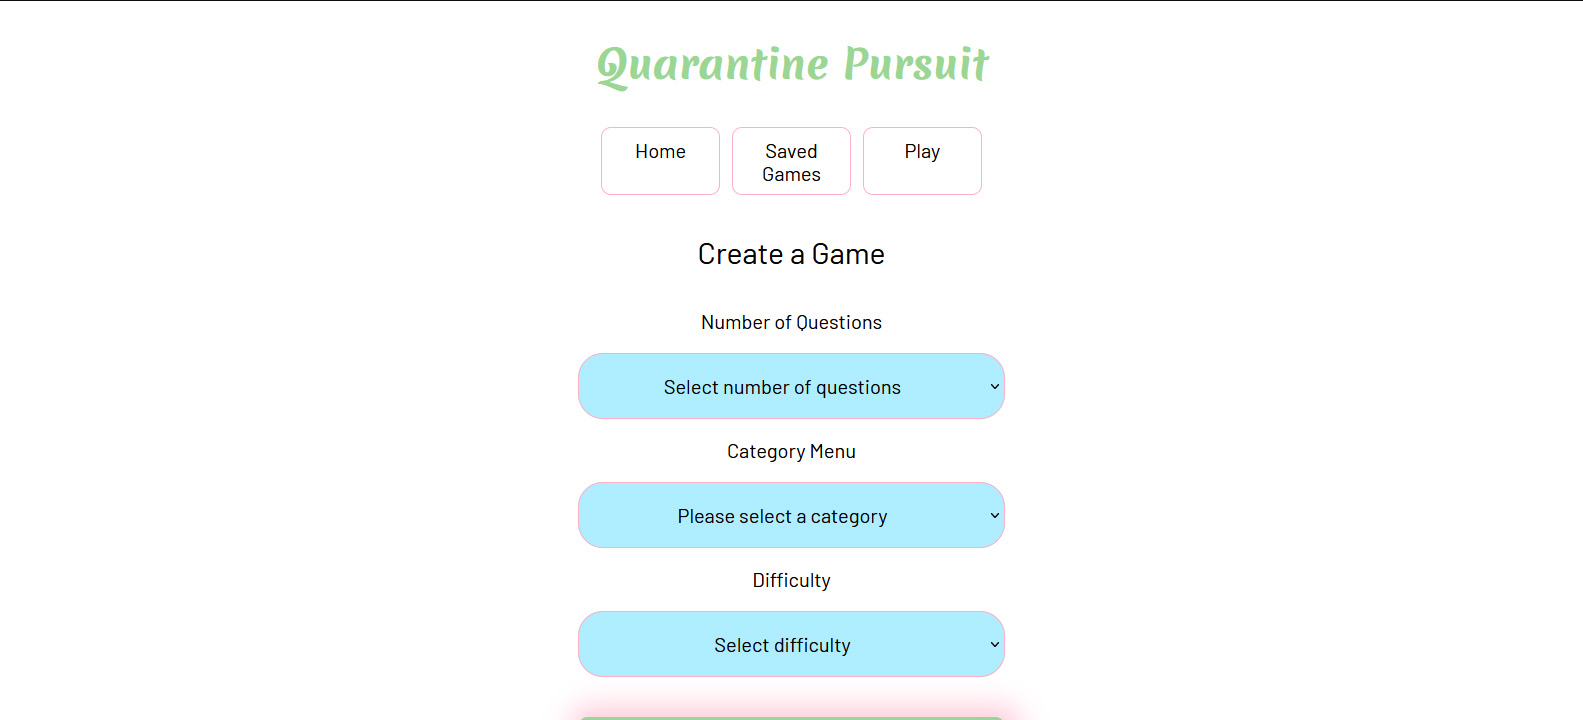 Quarantine Pursuit
Home
Saved
Games
Play
Create a Game
Number of Questions
Select number of questions
Category Menu
Please select a category
Difficulty
Select difficulty